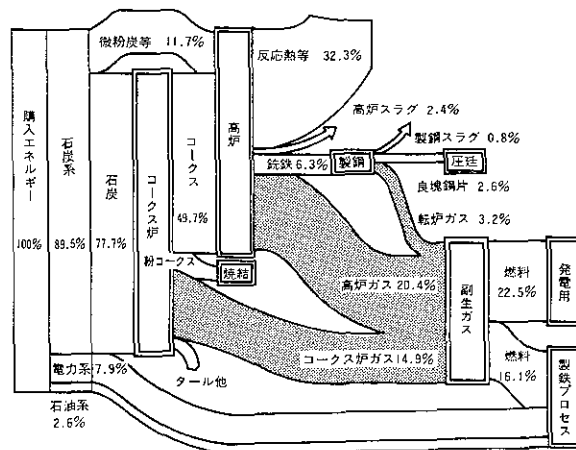 微粉炭等 11.7%
反応熱等 32.3%
高炉スラグ 2.4%
製鋼スラグ 0.8%
購入エネルギー
100%
石炭系
89.5%
石炭
77.7%
コークス炉
コークス
49.7%
高炉
銑鉄 6.3%
製鋼
圧延
良塊鋼片 2.6%
転炉ガス 3.2%
粉コークス
焼結
高炉ガス20.4%
コークス炉ガス14.9%
副生ガス
燃料
22.5%
発電用
燃料
16.1%
製鉄プロセス
電力系 7.9%
タール他
石油系
2.6%